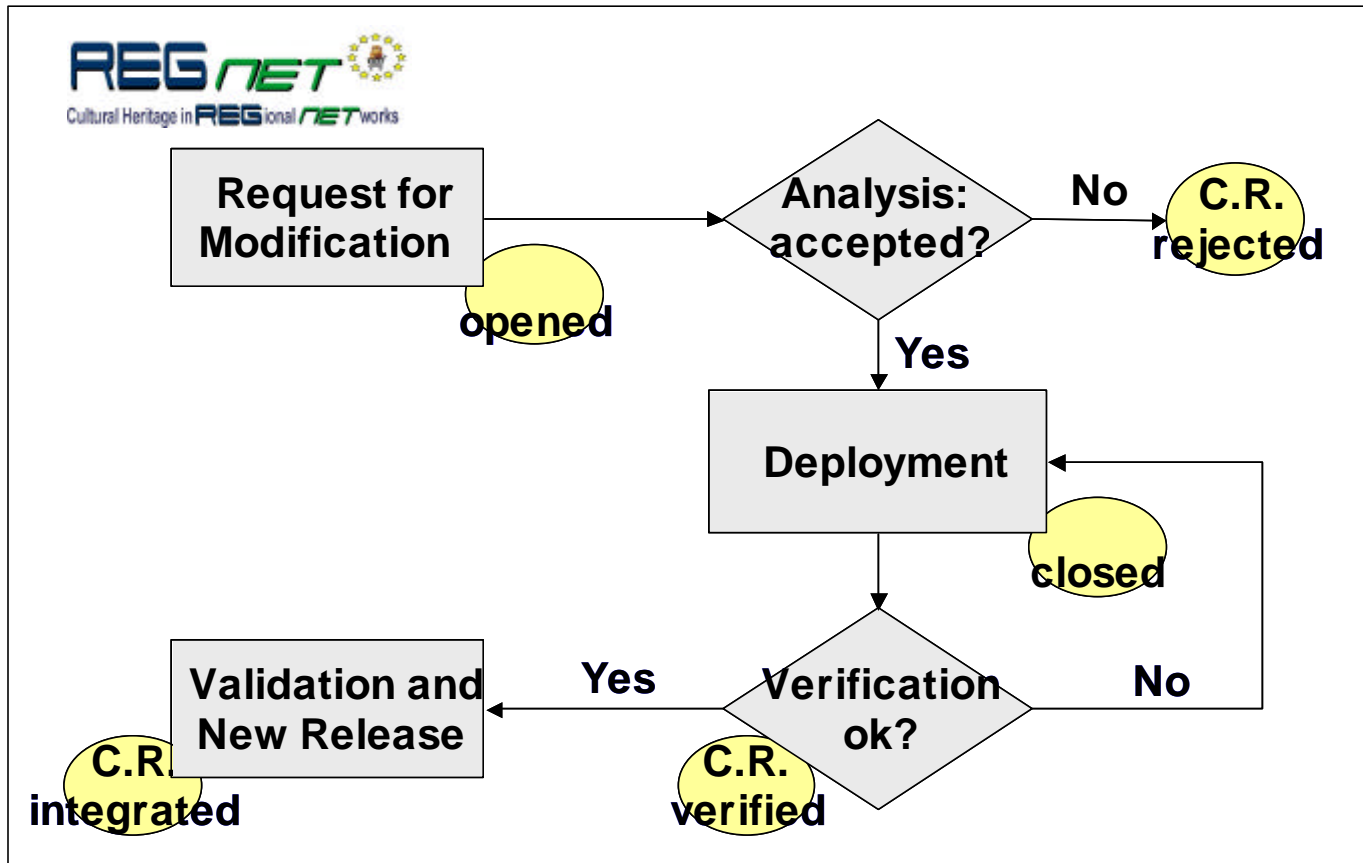 REGNET
Cultural Heritage in REGional NETworks
Request for
Modification
opened
Analysis:
accepted?
No
C.R.
rejected
Yes
Deployment
closed
Verification
ok?
No
Yes
C.R.
verified
Validation and
New Release
C.R.
integrated